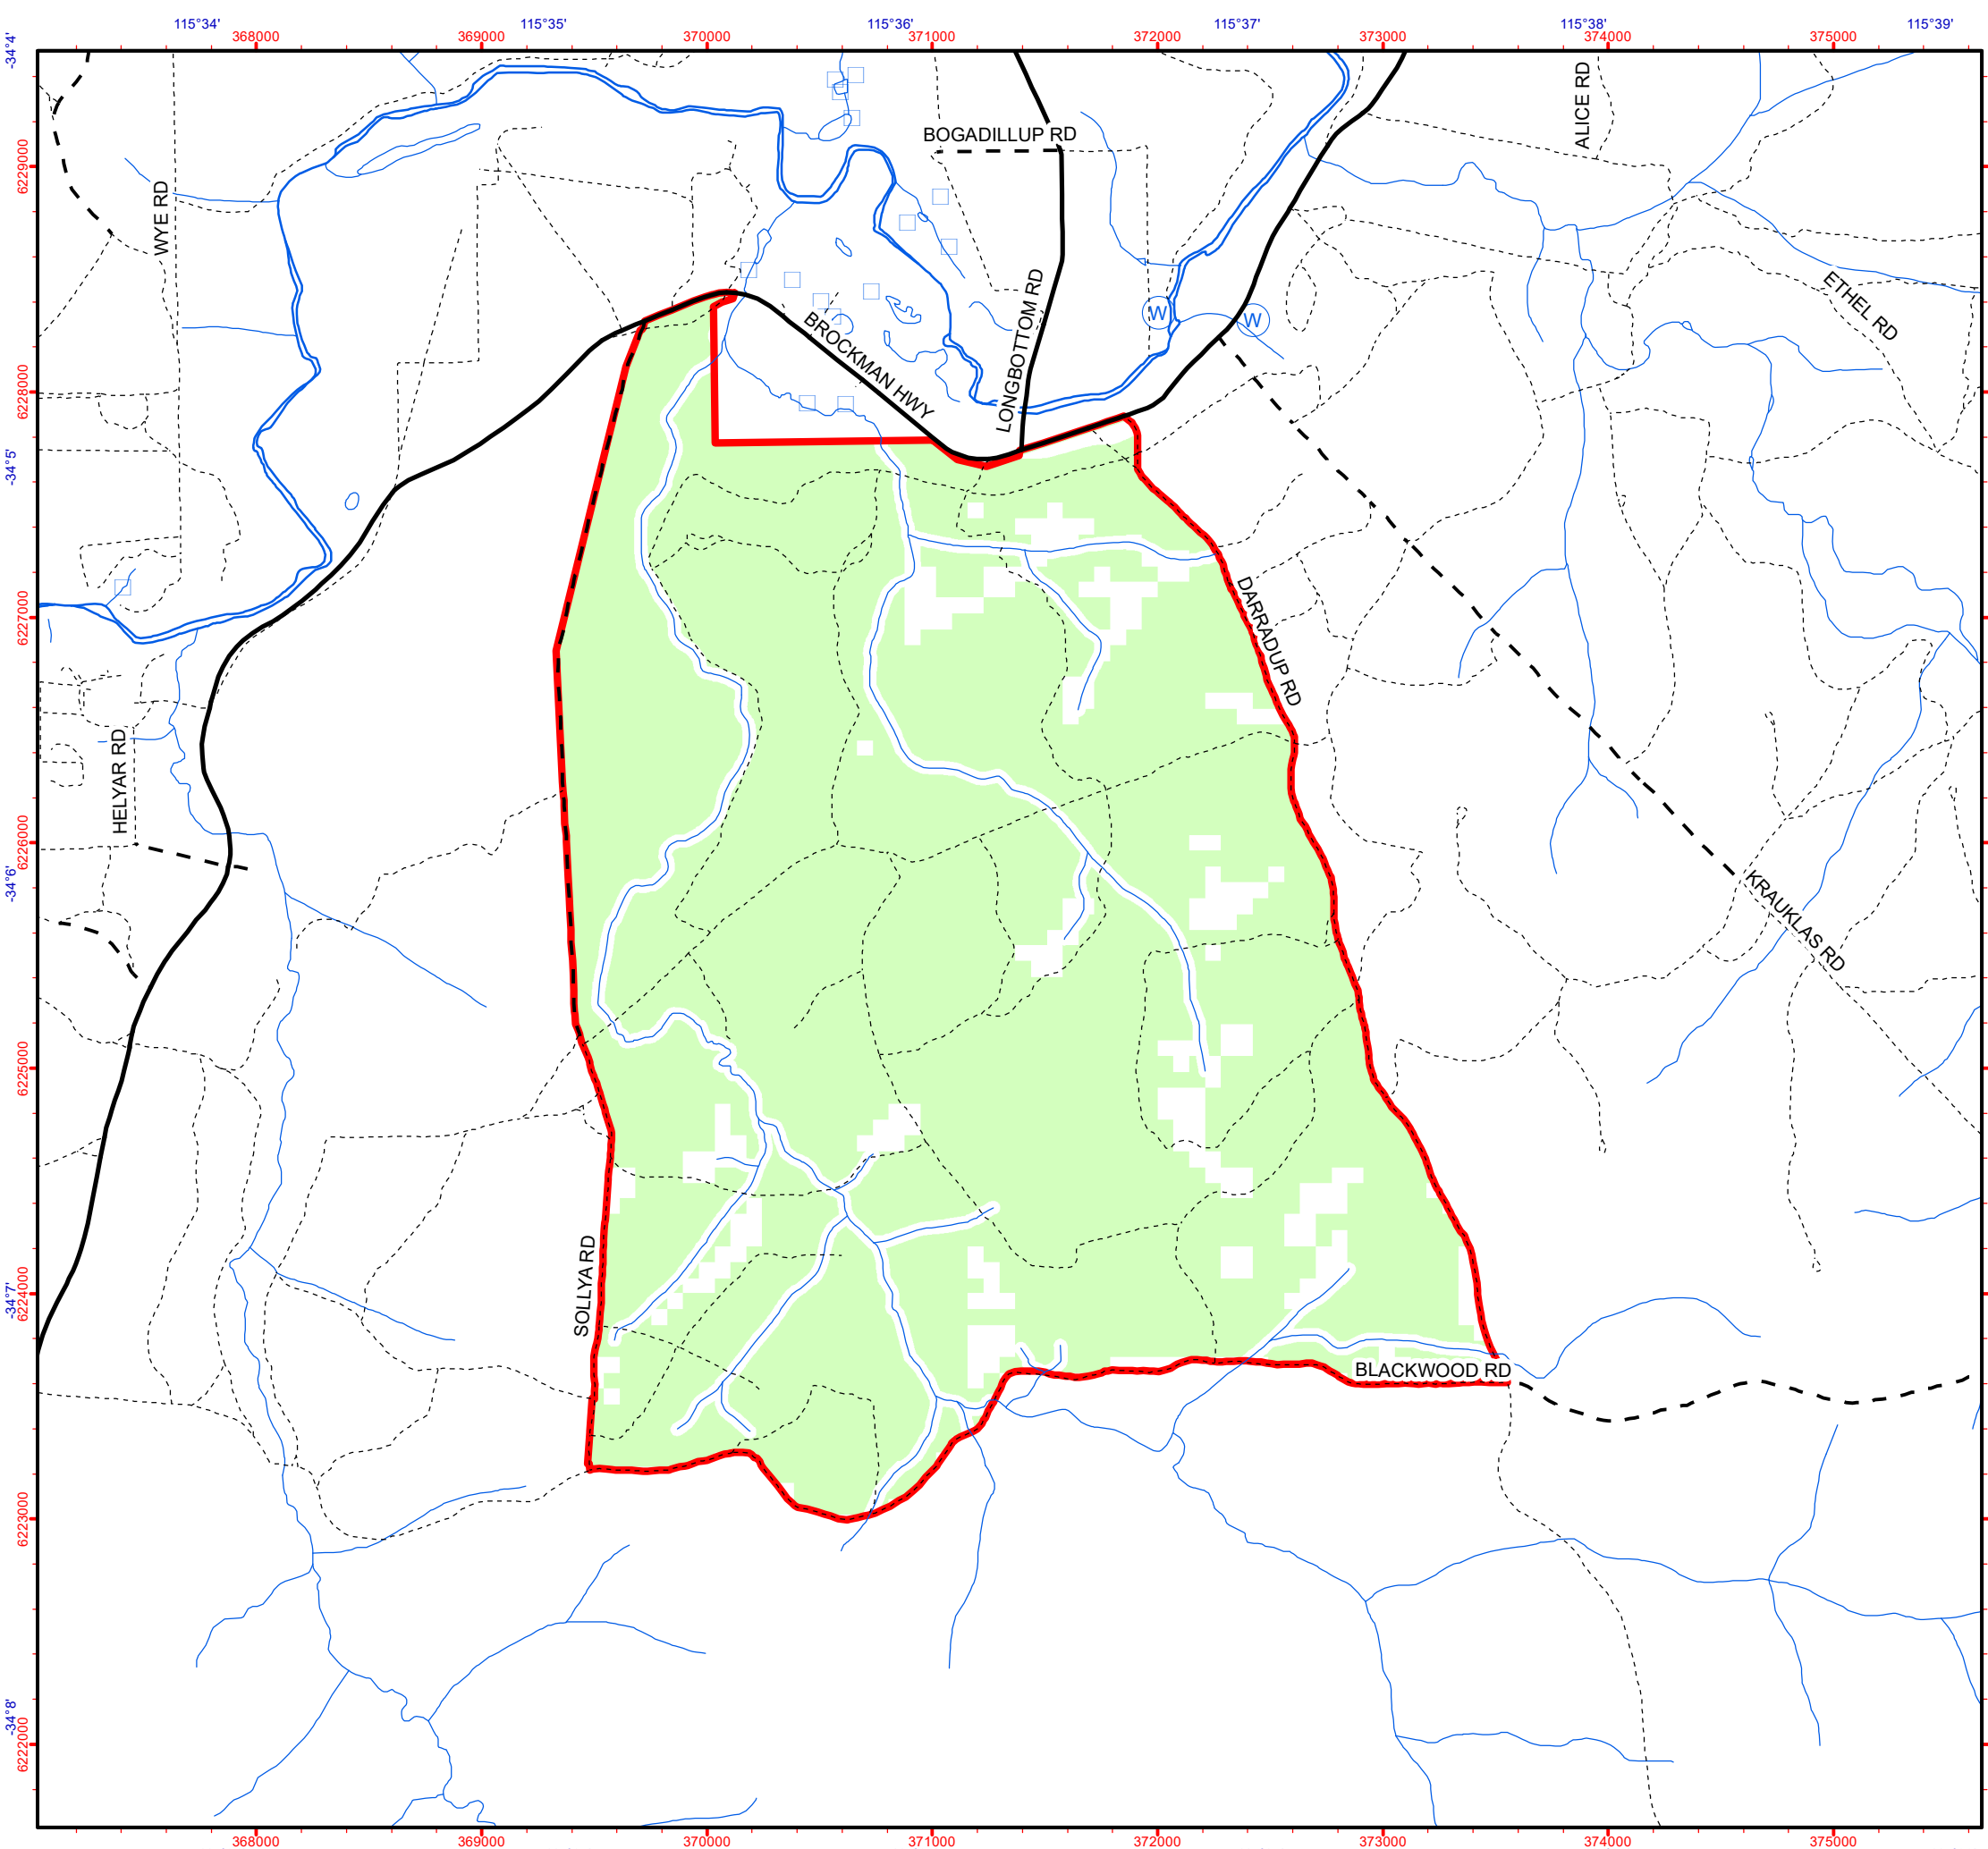 115°34' 115°35' 115°36' 115°37' 115°38' 115°39'
368000 369000 370000 371000 372000 373000 374000 375000
-34°4'
6229000
6228000
-34°5'
6227000
6226000
-34°6'
6225000
6224000
-34°7'
6223000
6222000
-34°8'
ALICE RD
BOGADILLUP RD
WYE RD
LONGBOTTOM RD
ETHEL RD
W
W
BROCKMAN HWY
DARRADUP RD
HELYAR RD
KRAUKLAS RD
SOLLYA RD
BLACKWOOD RD
368000 369000 370000 371000 372000 373000 374000 375000